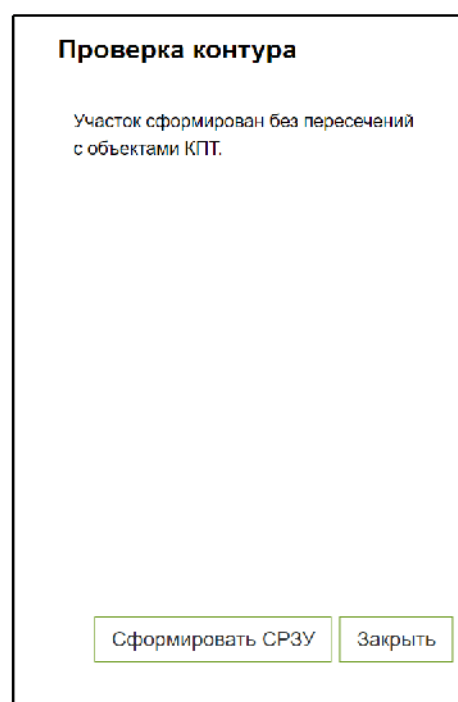 Проверка контура
Участок сформирован без пересечений
с объектами КПТ.
Сформировать СРЗУ
Закрыть